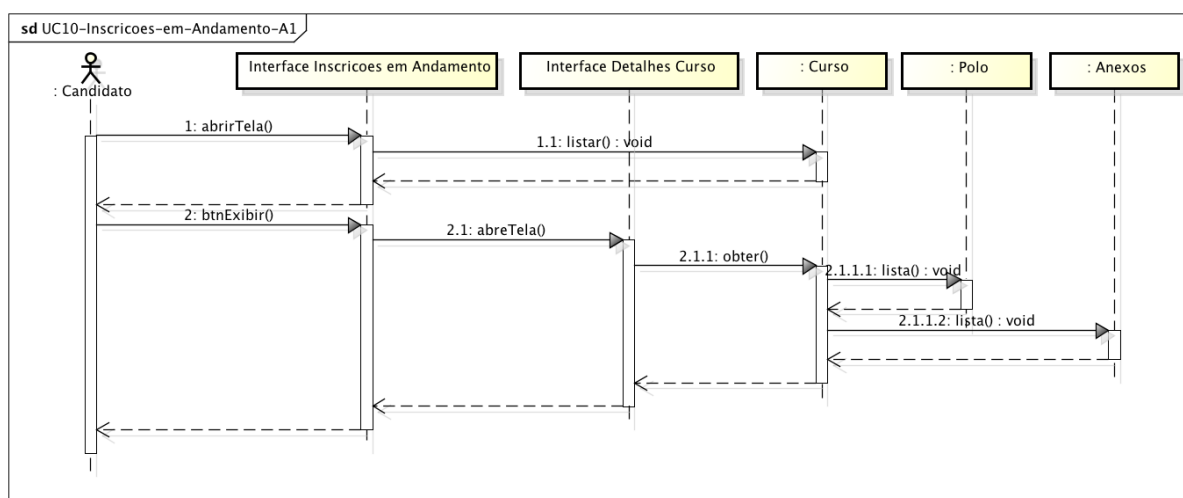 sd UC10-Inscricoes-em-Andamento-A1
Interface Inscricoes em Andamento
Interface Detalhes Curso
: Curso
: Polo
: Anexos
: Candidato
1: abrirTela()
1.1: listar() : void
2: btnExibir()
2.1: abreTela()
2.1.1: obter()
2.1.1.1: lista() : void
2.1.1.2: lista() : void